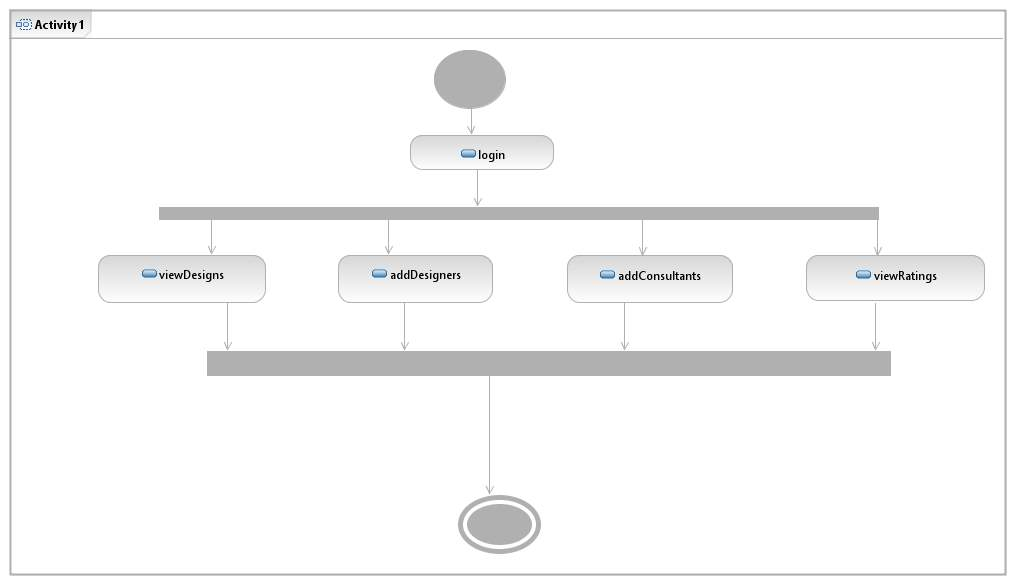 Activity1
login
viewDesigns
addDesigners
addConsultants
viewRatings